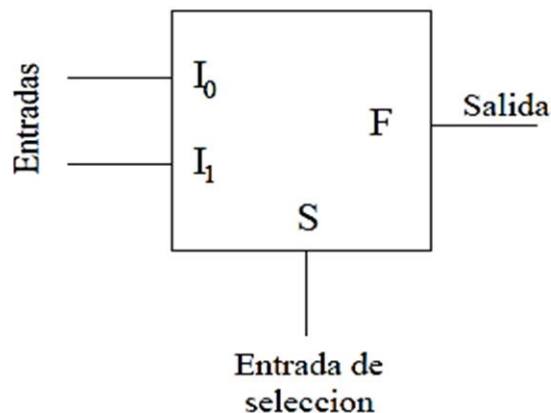 Entradas
I0
I1
F
Salida
S
Entrada de
seleccion